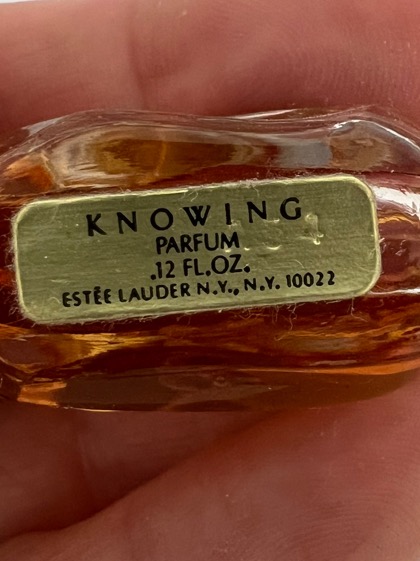 KNOWING
PARFUM
.12 FL.OZ.
ESTĒE LAUDER N.Y., N.Y. 10022